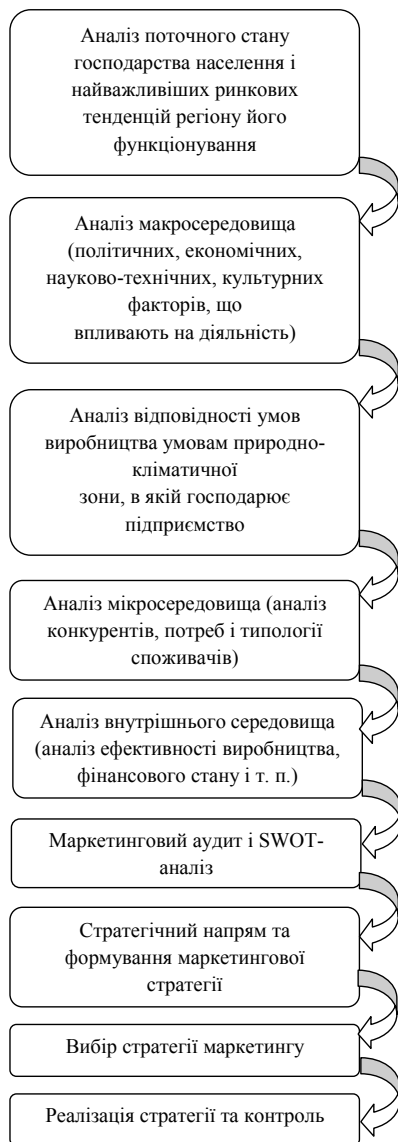 Аналіз поточного стану
господарства населення і
найважливіших ринкових
тенденцій регіону його
функціонування
Аналіз макросередовища
(політичних, економічних,
науково-технічних, культурних
факторів, що
впливають на діяльність)
Аналіз відповідності умов
виробництва умовам природно-
кліматичної
зони, в якій господарює
підприємство
Аналіз мікросередовища (аналіз
конкурентів, потреб і типології
споживачів)
Аналіз внутрішнього середовища
(аналіз ефективності виробництва,
фінансового стану і т. п.)
Маркетинговий аудит і SWOT-
аналіз
Стратегічний напрям та
формування маркетингової
стратегії
Вибір стратегії маркетингу
Реалізація стратегії та контроль